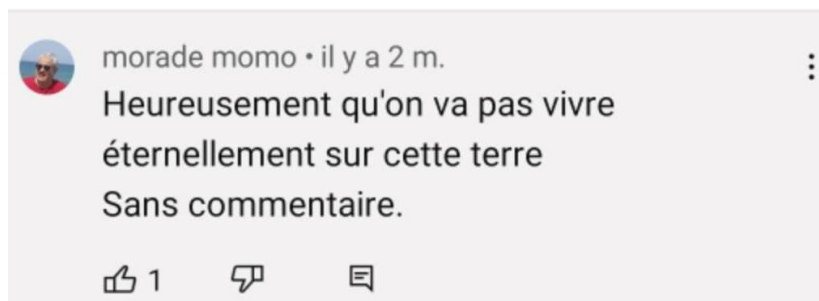 morade momo • il y a 2 m.
Heureusement qu'on va pas vivre
éternellement sur cette terre
Sans commentaire.
1